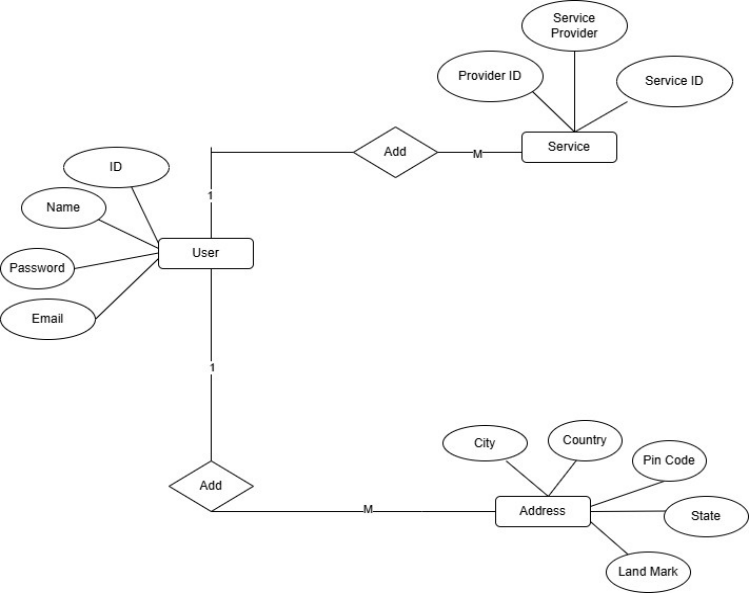 Service
Provider
Provider ID
Service ID
Add
M
Service
ID
1
Name
User
Password
Email
1
City
Country
Pin Code
Add
M
Address
State
Land Mark